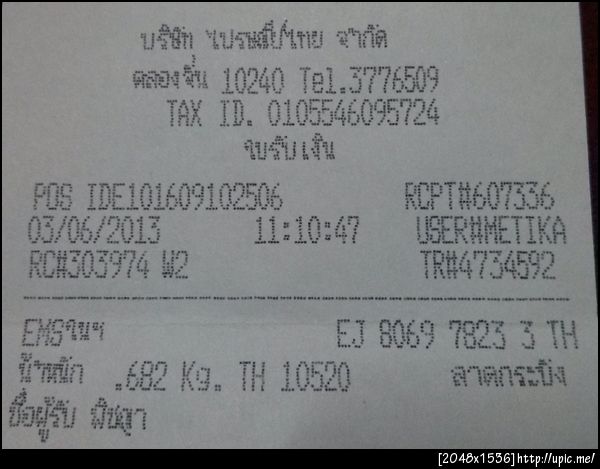 บริษัท ไปรษณีย์ไทย จำกัด
คลองจั่น 10240 Tel.3776509
TAX ID. 0105546095724
ใบรับเงิน
POS IDE101609102506 RCPT#607336
03/06/2013 11:10:47 USER#METIKA
RC#303974 W2 TR#4734592
EMSในฯ EJ 8069 7823 3 TH
น้ำหนัก .682 Kg. TH 10520 ลาดกระบัง
ชื่อผู้รับ พิชญา
[2048x1536]http://upic.me/